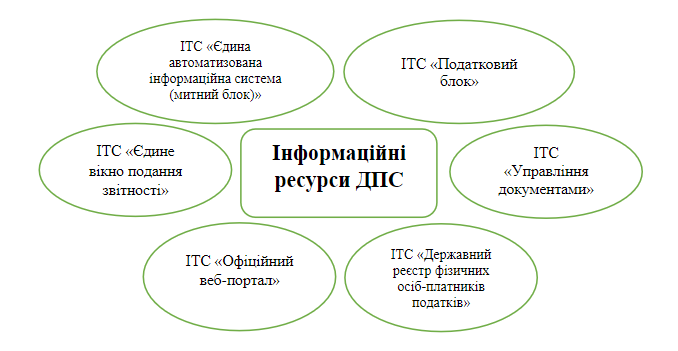 ІТС «Єдина
автоматизована
інформаційна система
(митний блок)»
ІТС «Податковий
блок»
ІТС «Єдине
вікно подання
звітності»
Інформаційні
ресурси ДПС
ІТС
«Управління
документами»
ІТС «Офіційний
веб-портал»
ІТС «Державний
реєстр фізичних
осіб-платників
податків»